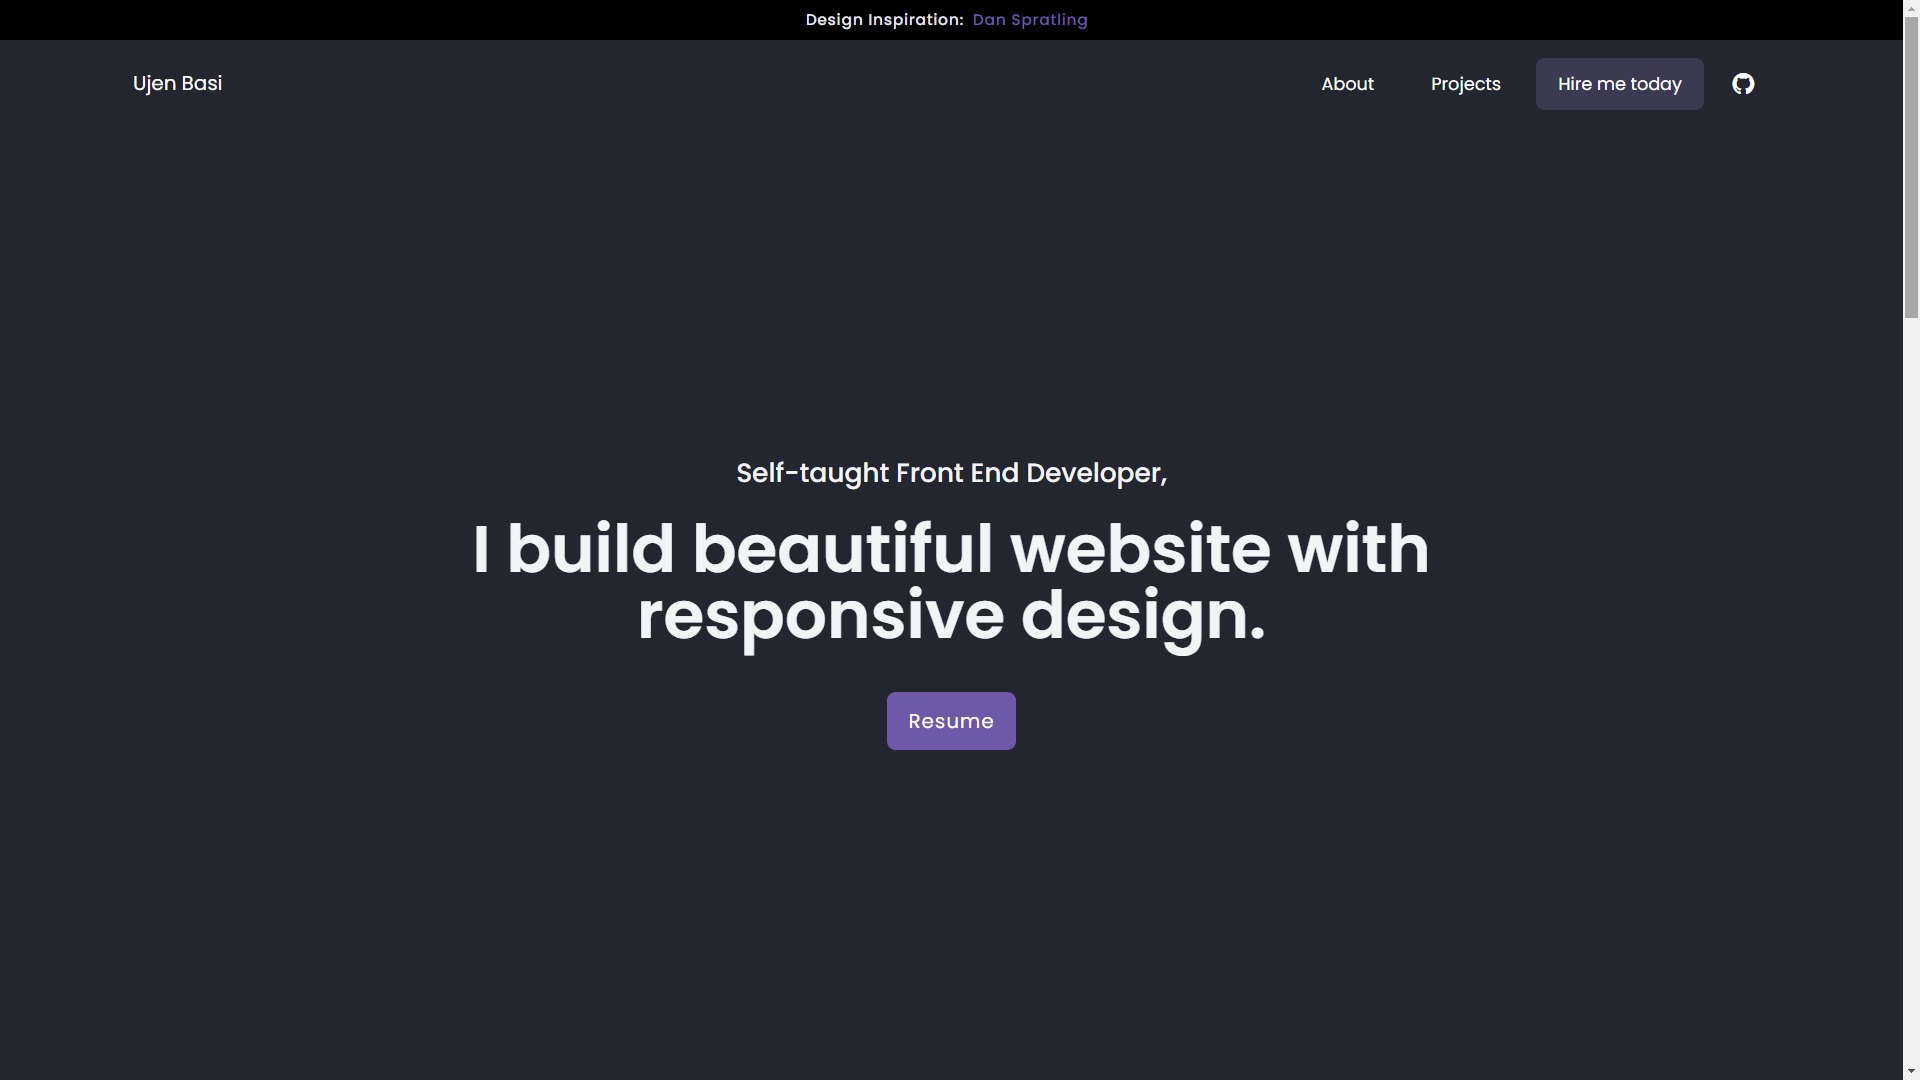 Design Inspiration: Dan Spratling
Ujen Basi
About
Projects
Hire me today
Self-taught Front End Developer,
I build beautiful website with
responsive design.
Resume